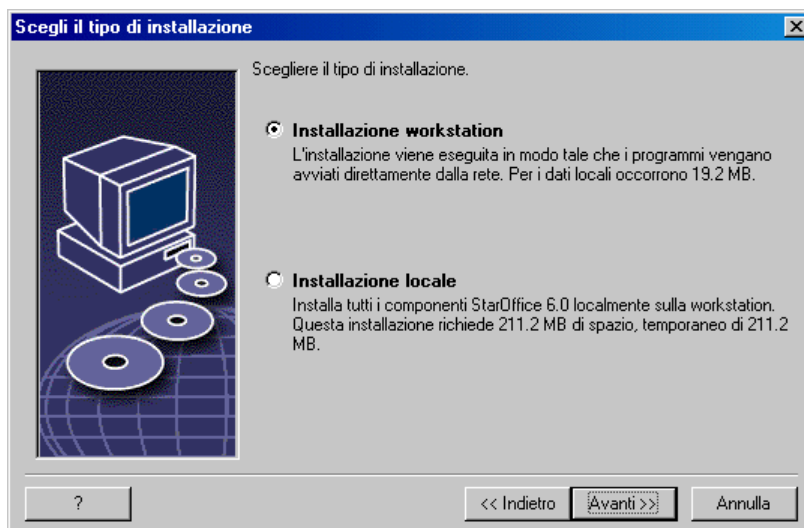 Scegli il tipo di installazione
Scegliere il tipo di installazione.
Installazione workstation
L'installazione viene eseguita in modo tale che i programmi vengano
avviati direttamente dalla rete. Per i dati locali occorrono 19.2 MB.
Installazione locale
Installa tutti i componenti StarOffice 6.0 localmente sulla workstation.
Questa installazione richiede 211.2 MB di spazio, temporaneo di 211.2
MB.
?
<< Indietro
Avanti >>
Annulla